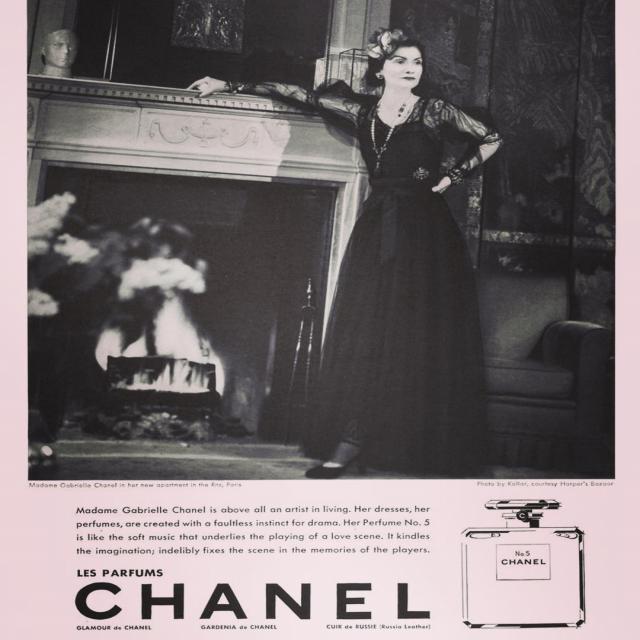 Madame Gabrielle Chanel in her new apartment in the Ritz, Paris
Photo by Kollar, courtesy Harper's Bazaar
Madame Gabrielle Chanel is above all an artist in living. Her dresses, her
perfumes, are created with a faultless instinct for drama. Her Perfume No. 5
is like the soft music that underlies the playing of a love scene. It kindles
the imagination; indelibly fixes the scene in the memories of the players.
LES PARFUMS
CHANEL
GLAMOUR de CHANEL GARDENIA de CHANEL CUIR de RUSSIE (Russia Leather)
No 5
CHANEL